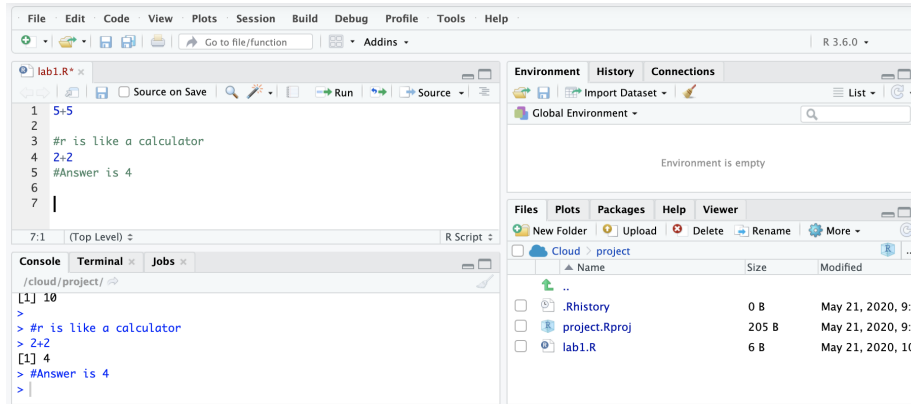 File Edit Code View Plots Session Build Debug Profile Tools Help
Go to file/function Addins R 3.6.0
lab1.R*
Source on Save Run Source
1 5+5
2
3 #r is like a calculator
4 2+2
5 #Answer is 4
6
7
7:1 (Top Level) R Script
Console Terminal Jobs
/cloud/project/
[1] 10
>
> #r is like a calculator
> 2+2
[1] 4
> #Answer is 4
>
Environment History Connections
Import Dataset List
Global Environment
Environment is empty
Files Plots Packages Help Viewer
New Folder Upload Delete Rename More
Cloud project ..
Name Size Modified
..
.Rhistory 0 B May 21, 2020, 9:
project.Rproj 205 B May 21, 2020, 9:
lab1.R 6 B May 21, 2020, 10